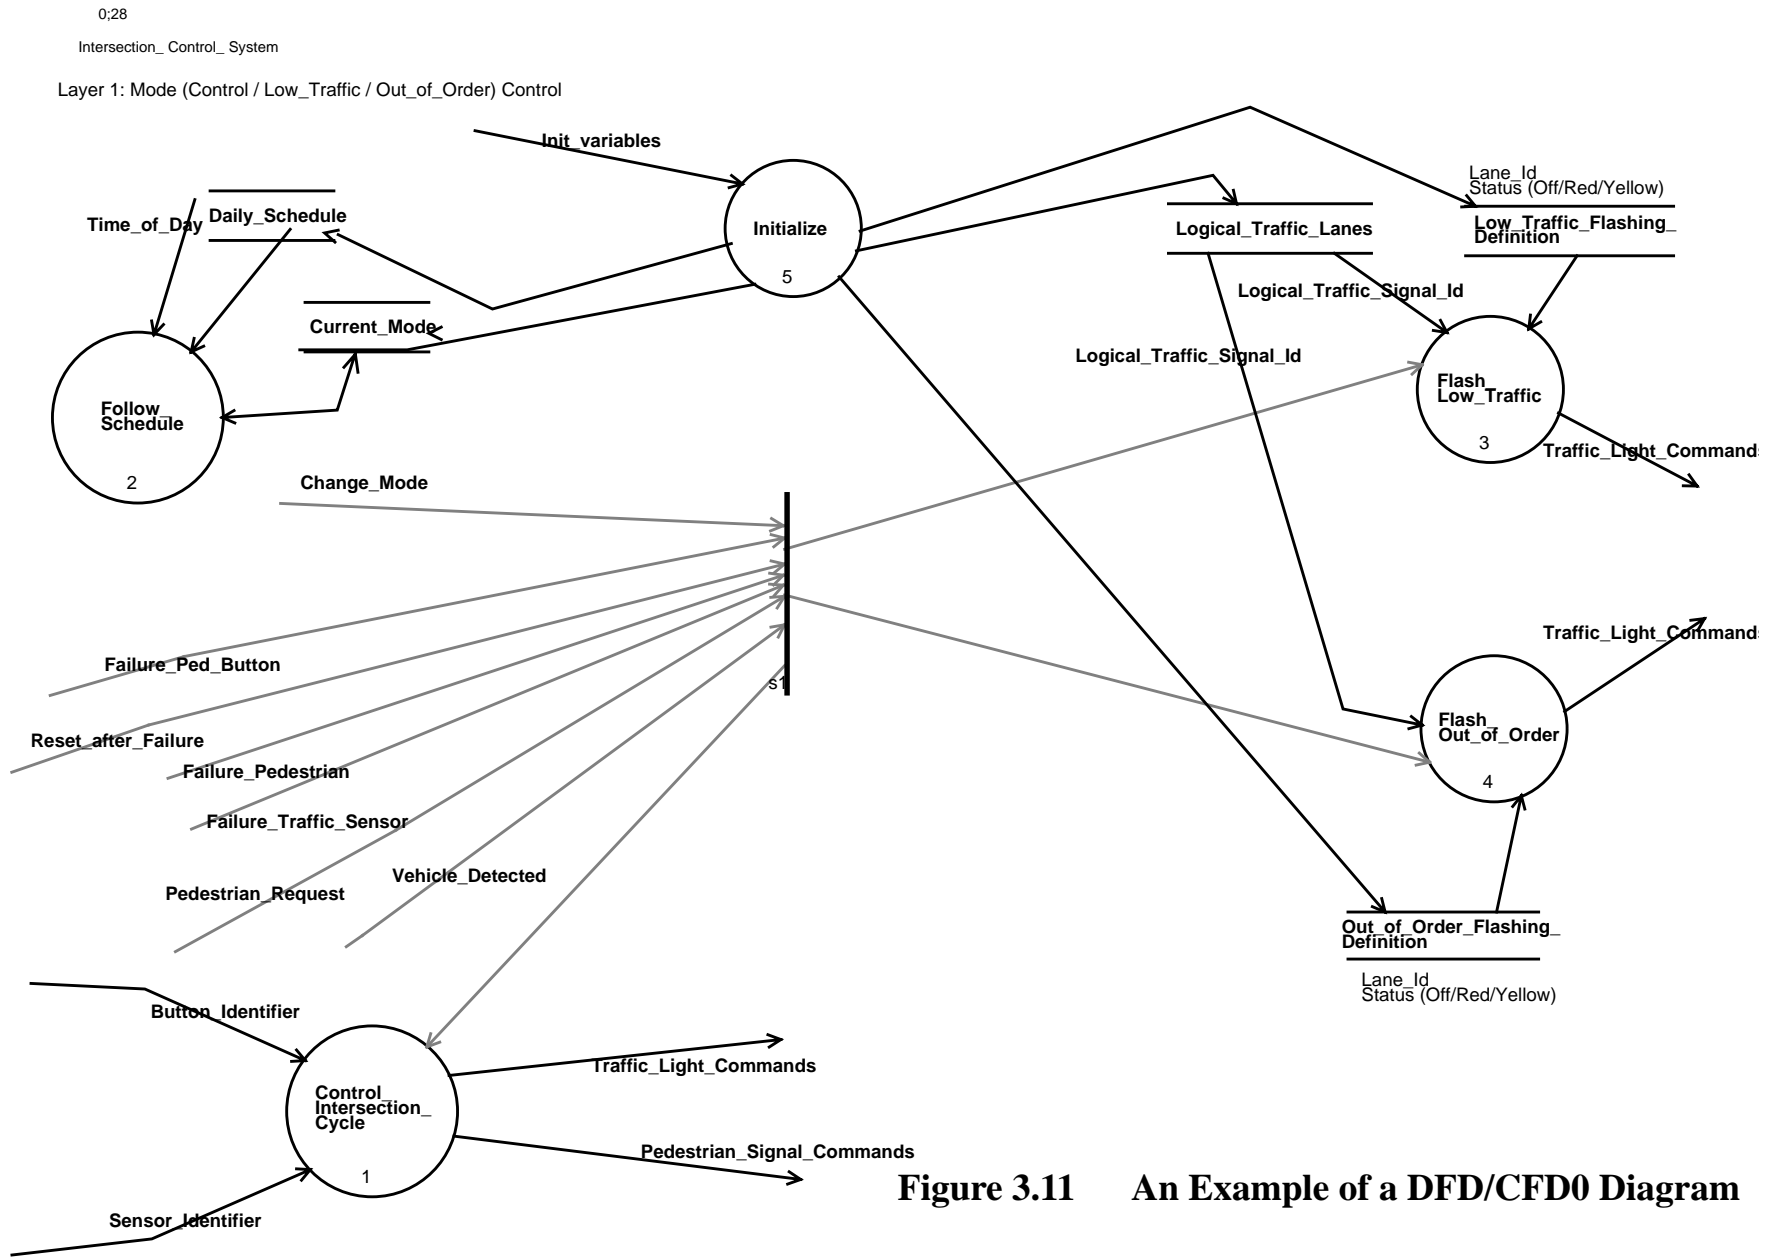 0;28
Intersection_ Control_ System
Layer 1: Mode (Control / Low_Traffic / Out_of_Order) Control
Init_variables
Lane_Id
Status (Off/Red/Yellow)
Time_of_Day
Daily_Schedule
Initialize
5
Logical_Traffic_Lanes
Low_Traffic_Flashing_
Definition
Logical_Traffic_Signal_Id
Current_Mode
Logical_Traffic_Signal_Id
Flash_
Low_Traffic
3
Follow_
Schedule
2
Traffic_Light_Command
Change_Mode
Traffic_Light_Command
Failure_Ped_Button
s1
Reset_after_Failure
Flash_
Out_of_Order
4
Failure_Pedestrian
Failure_Traffic_Sensor
Pedestrian_Request
Vehicle_Detected
Out_of_Order_Flashing_
Definition
Lane_Id
Status (Off/Red/Yellow)
Button_Identifier
Traffic_Light_Commands
Control_
Intersection_
Cycle
1
Pedestrian_Signal_Commands
Sensor_Identifier
Figure 3.11 An Example of a DFD/CFD0 Diagram